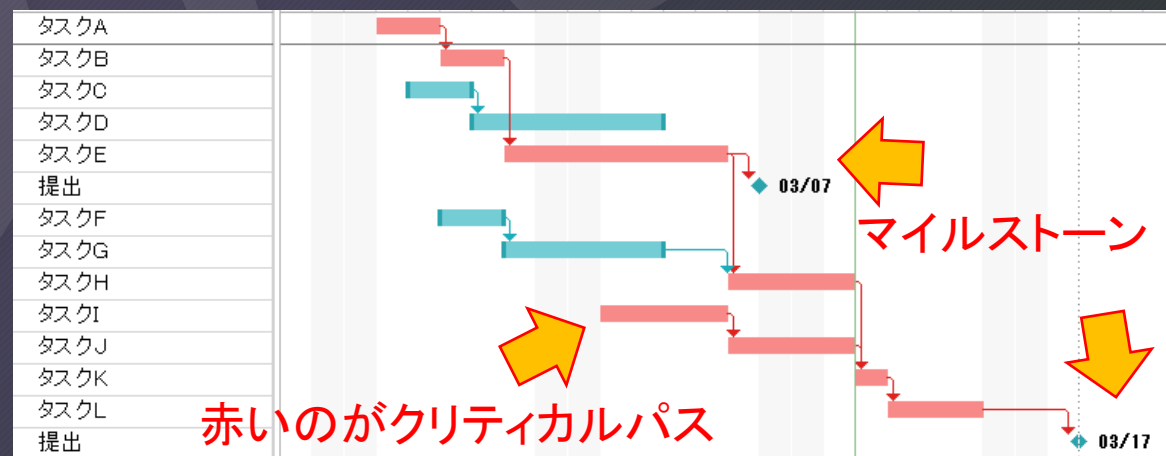 タスクA
タスクB
タスクC
タスクD
タスクE
提出
03/07
マイルストーン
タスクF
タスクG
タスクH
タスクI
タスクJ
タスクK
タスクL
赤いのがクリティカルパス
提出
03/17